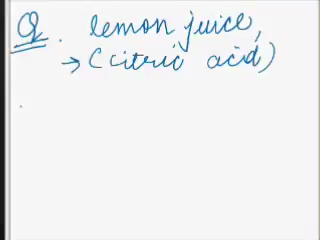 Q. lemon juice,
→ (citric acid)